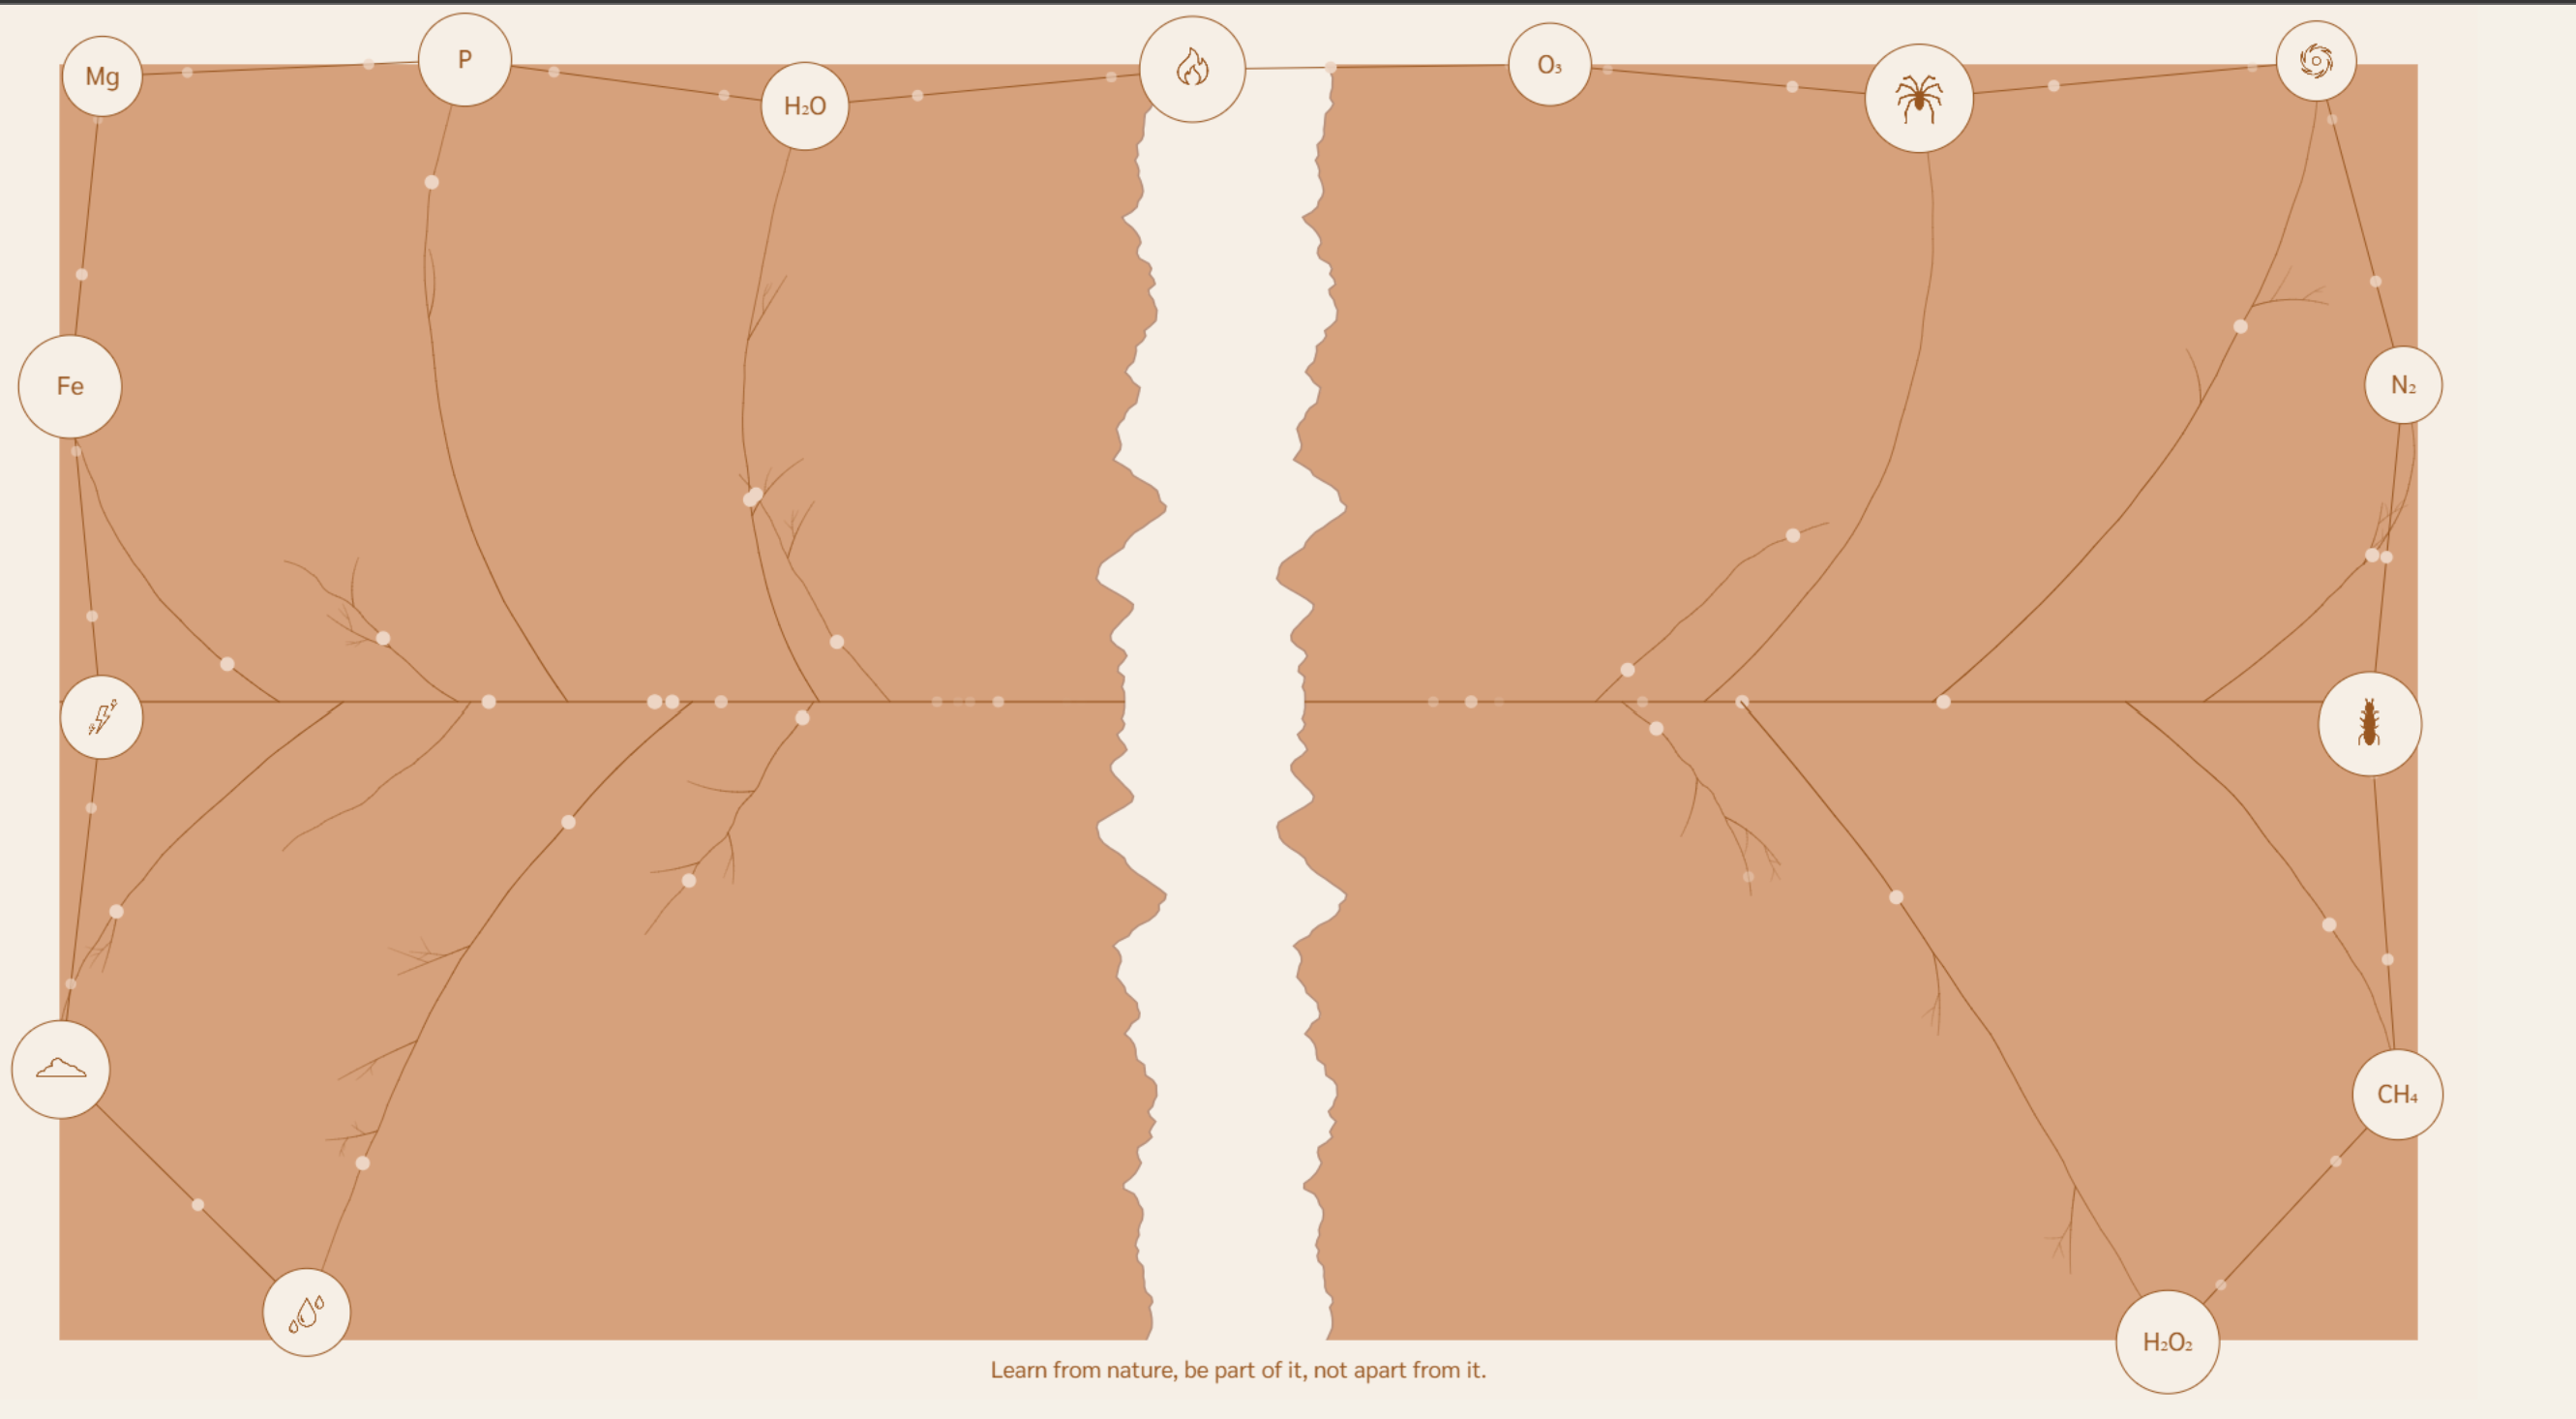 Mg
P
H₂O
O₃
Fe
N₂
CH₄
H₂O₂
Learn from nature, be part of it, not apart from it.